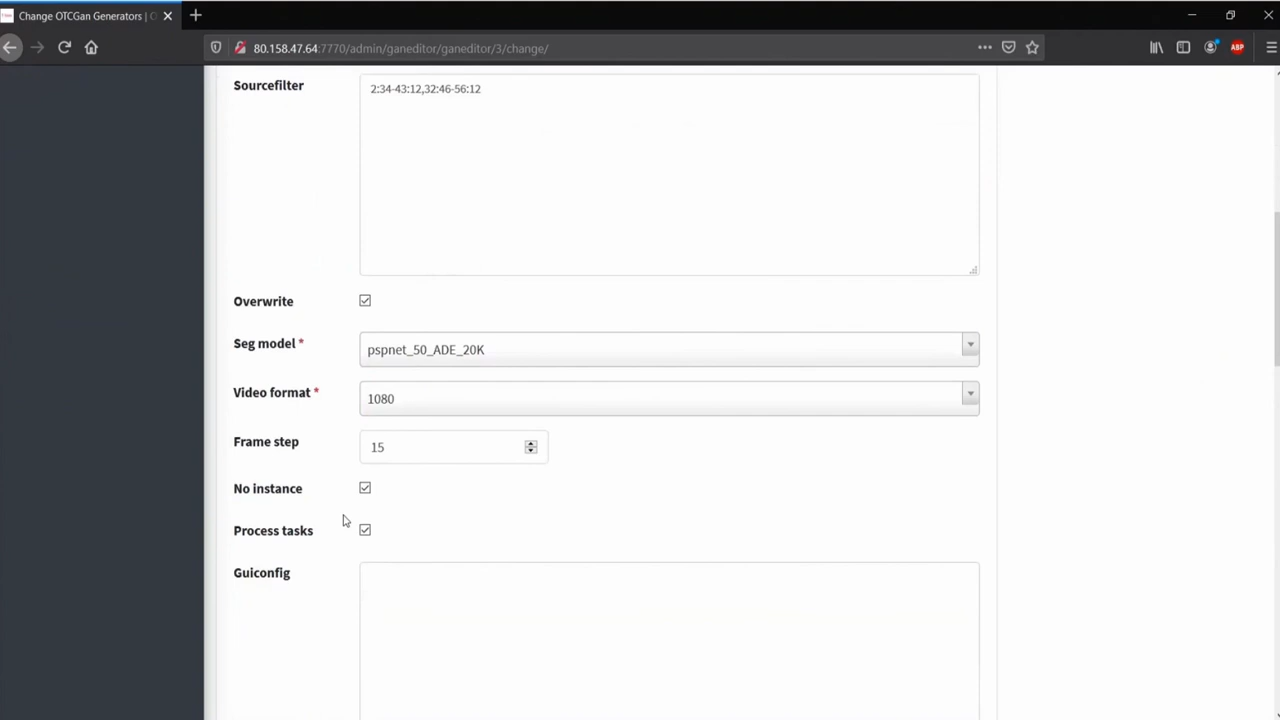 Change OTCGan Generators |
80.158.47.64:7770/admin/ganeditor/ganeditor/3/change/
ABP
Sourcefilter
2:34-43:12,32:46-56:12
Overwrite
Seg model *
pspnet_50_ADE_20K
Video format *
1080
Frame step
15
No instance
Process tasks
Guiconfig